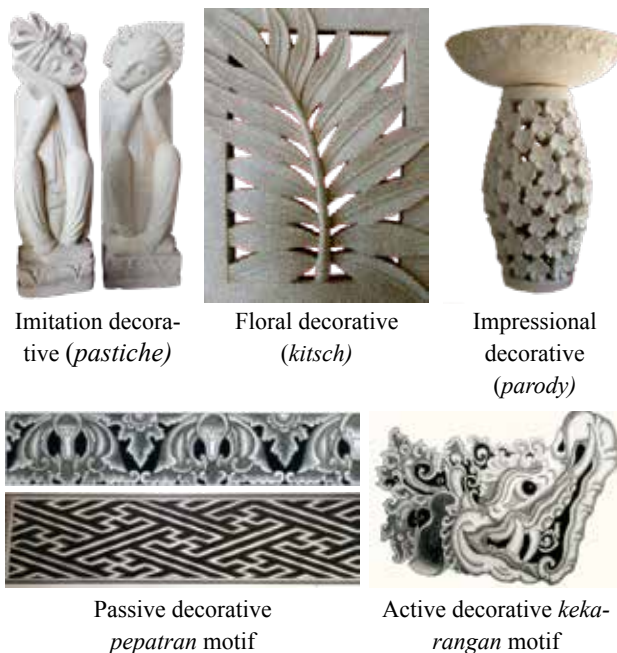 Imitation decora-
tive (pastiche)
Floral decorative
(kitsch)
Impressional
decorative
(parody)
Passive decorative
pepatran motif
Active decorative keka-
rangan motif